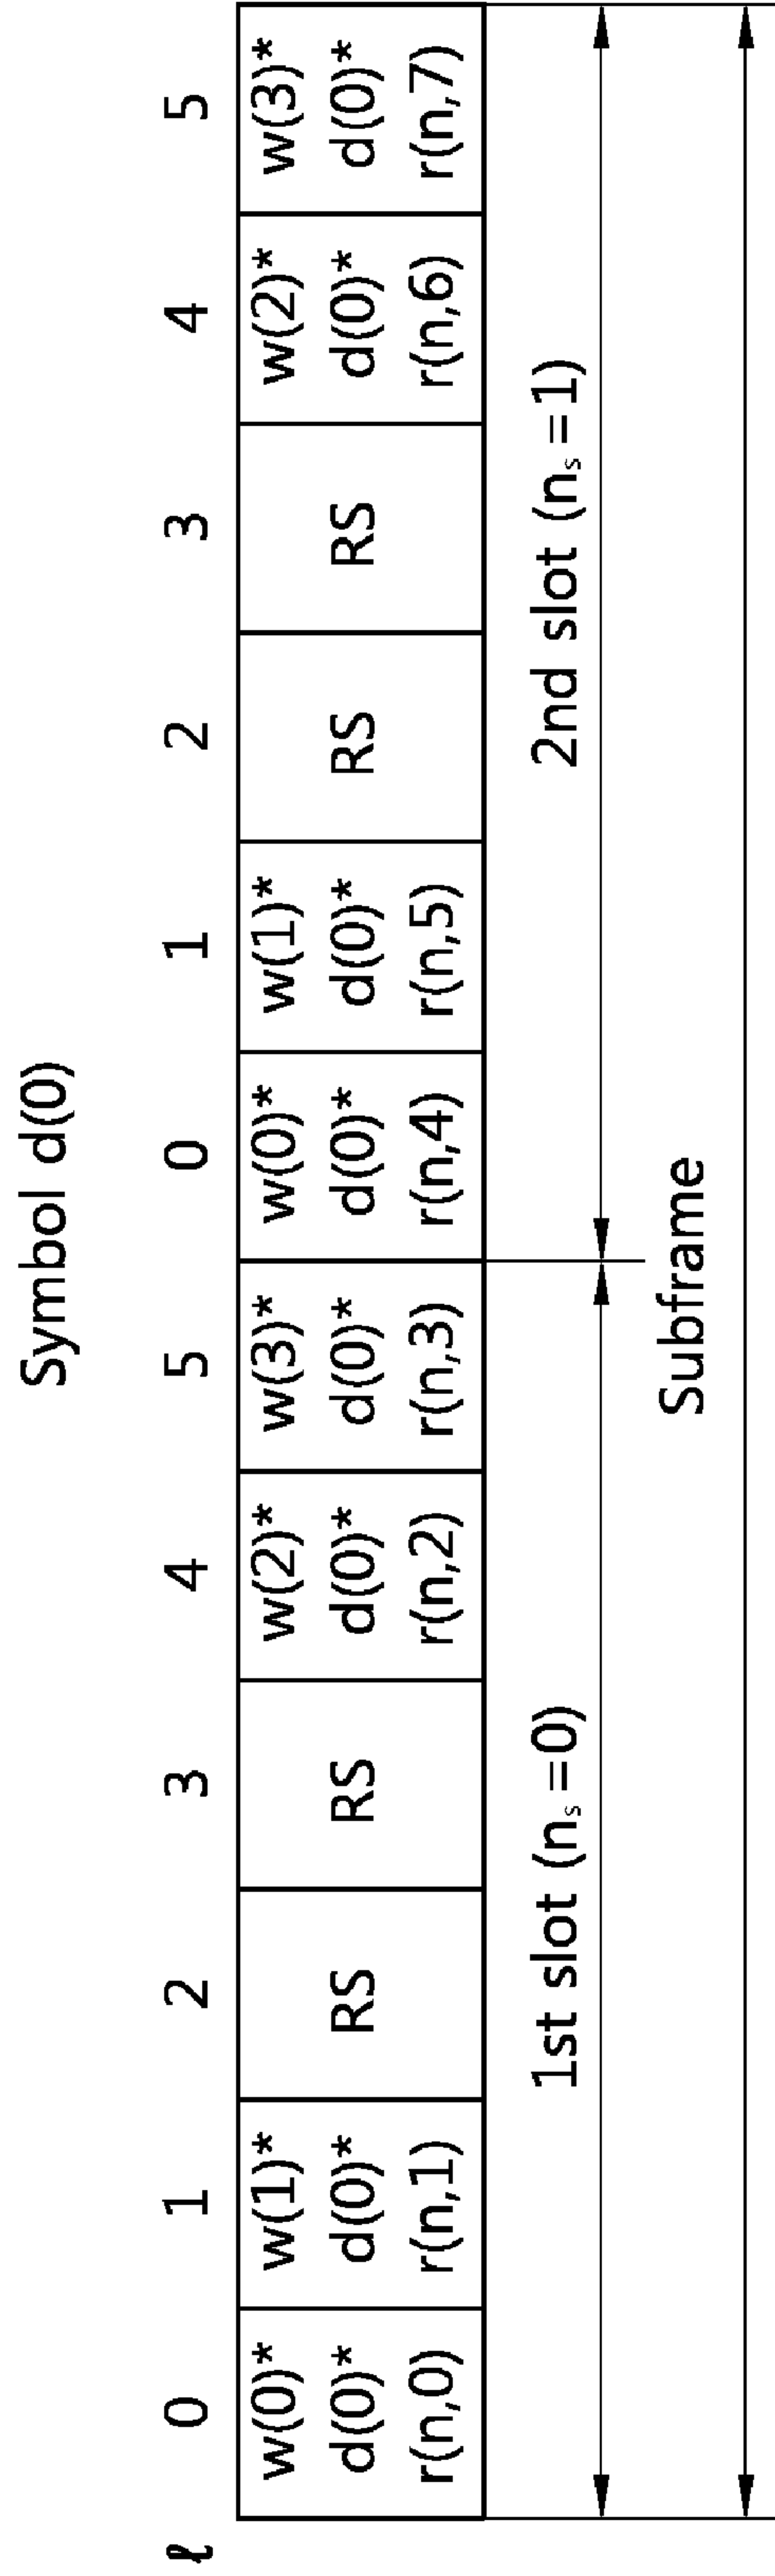 Symbol d(0)
ℓ 0 1 2 3 4 5 0 1 2 3 4 5
w(0)*
d(0)*
r(n,0)
w(1)*
d(0)*
r(n,1)
RS
RS
w(2)*
d(0)*
r(n,2)
w(3)*
d(0)*
r(n,3)
w(0)*
d(0)*
r(n,4)
w(1)*
d(0)*
r(n,5)
RS
RS
w(2)*
d(0)*
r(n,6)
w(3)*
d(0)*
r(n,7)
1st slot (nₛ=0)
2nd slot (nₛ=1)
Subframe